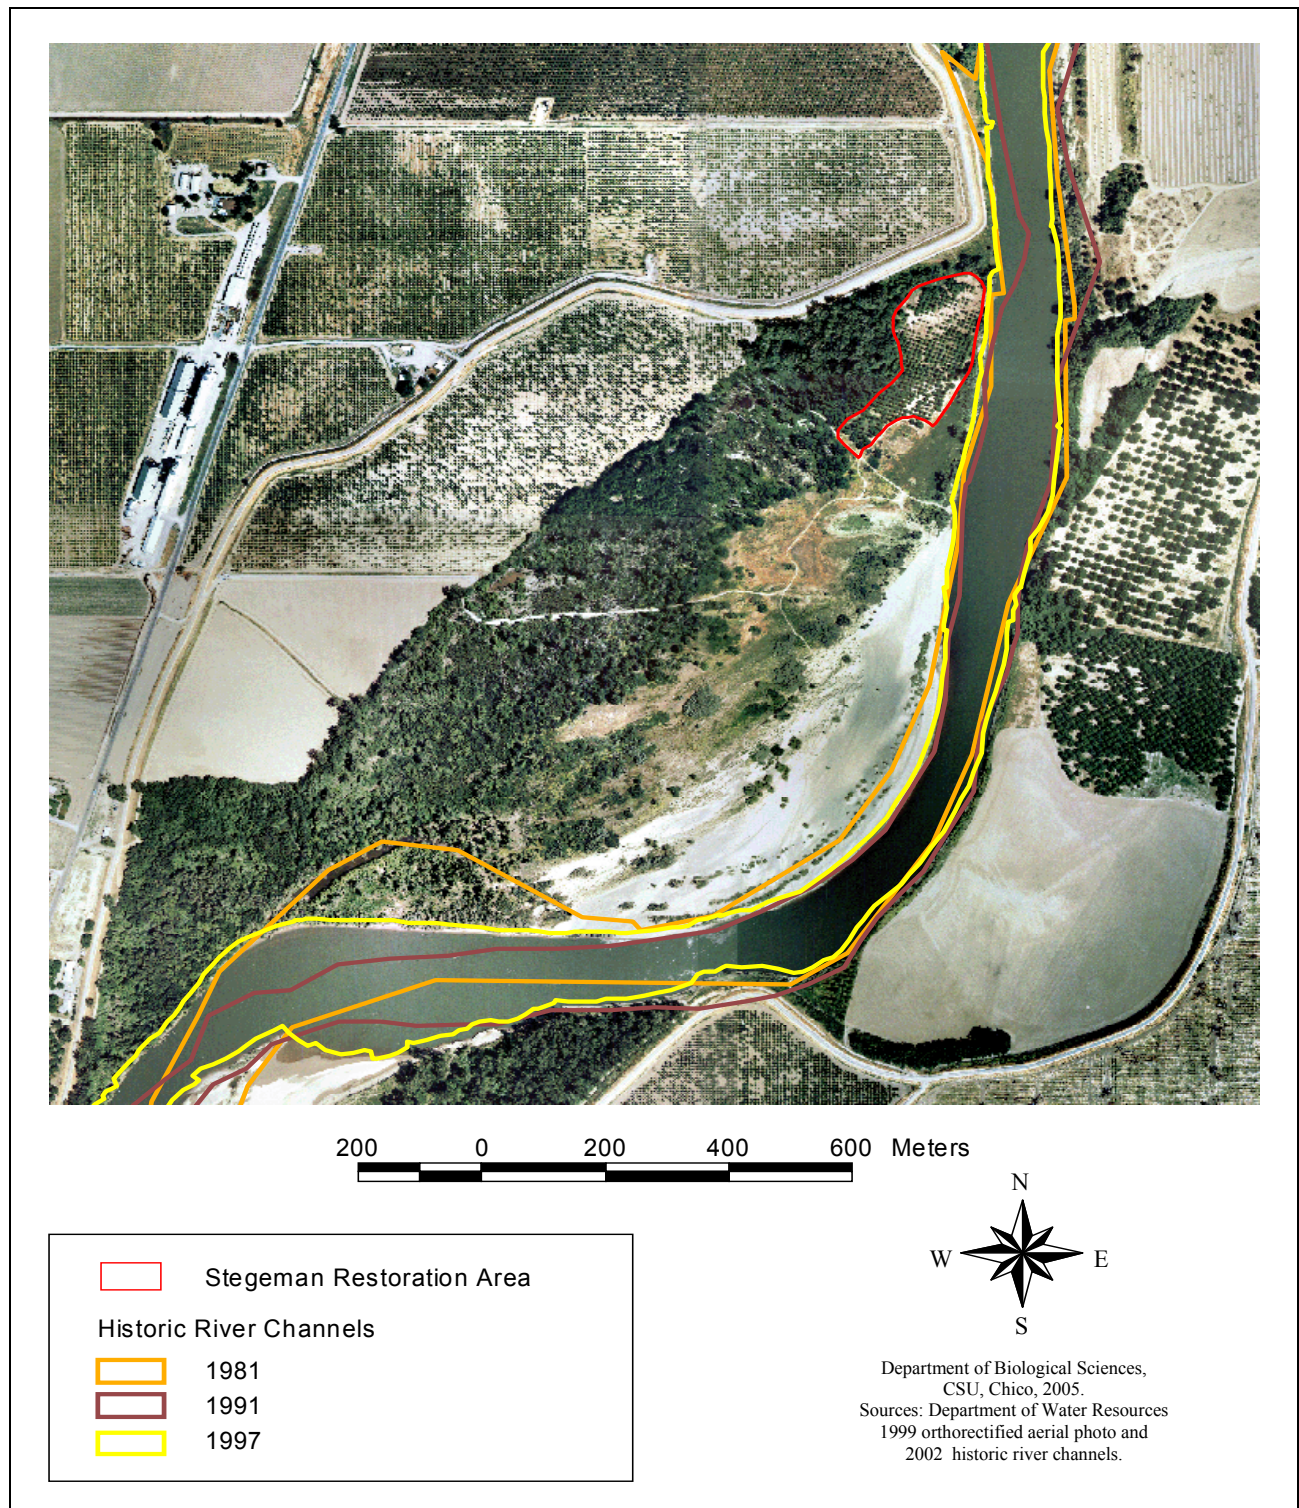 200 0 200 400 600 Meters
N
W E
S
Stegeman Restoration Area
Historic River Channels
1981
1991
1997
Department of Biological Sciences,
CSU, Chico, 2005.
Sources: Department of Water Resources
1999 orthorectified aerial photo and
2002 historic river channels.